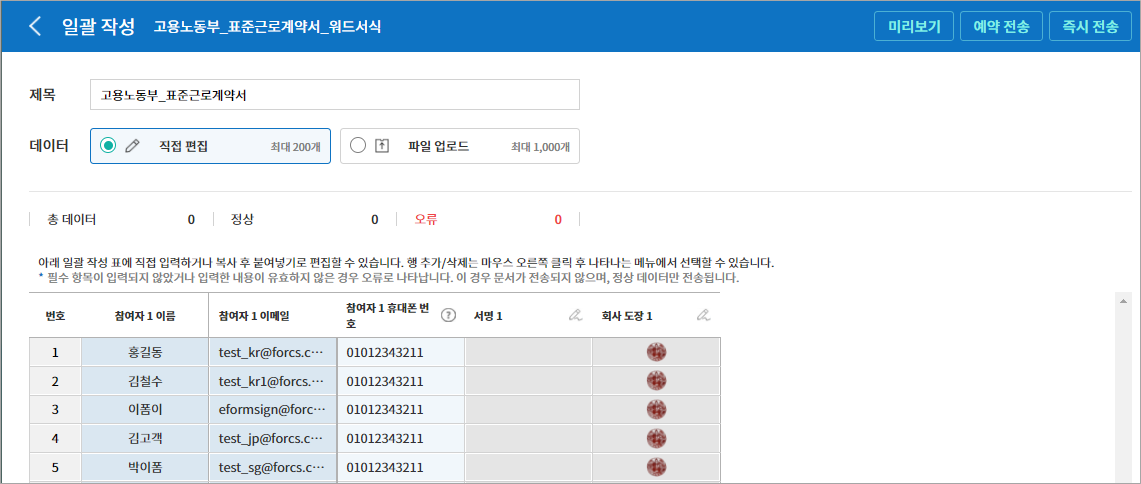 일괄 작성 고용노동부_표준근로계약서_워드서식 미리보기 예약 전송 즉시 전송
제목 고용노동부_표준근로계약서
데이터 직접 편집 최대 200개 파일 업로드 최대 1,000개
총 데이터 0 정상 0 오류 0
아래 일괄 작성 표에 직접 입력하거나 복사 후 붙여넣기로 편집할 수 있습니다. 행 추가/삭제는 마우스 오른쪽 클릭 후 나타나는 메뉴에서 선택할 수 있습니다.
* 필수 항목이 입력되지 않았거나 입력한 내용이 유효하지 않은 경우 오류로 나타납니다. 이 경우 문서가 전송되지 않으며, 정상 데이터만 전송됩니다.
번호 참여자 1 이름 참여자 1 이메일 참여자 1 휴대폰 번호 ? 서명 1 회사 도장 1
1 홍길동 test_kr@forcs.c… 01012343211
2 김철수 test_kr1@forcs.… 01012343211
3 이폼이 eformsign@forc… 01012343211
4 김고객 test_jp@forcs.co… 01012343211
5 박이폼 test_sg@forcs.c… 01012343211